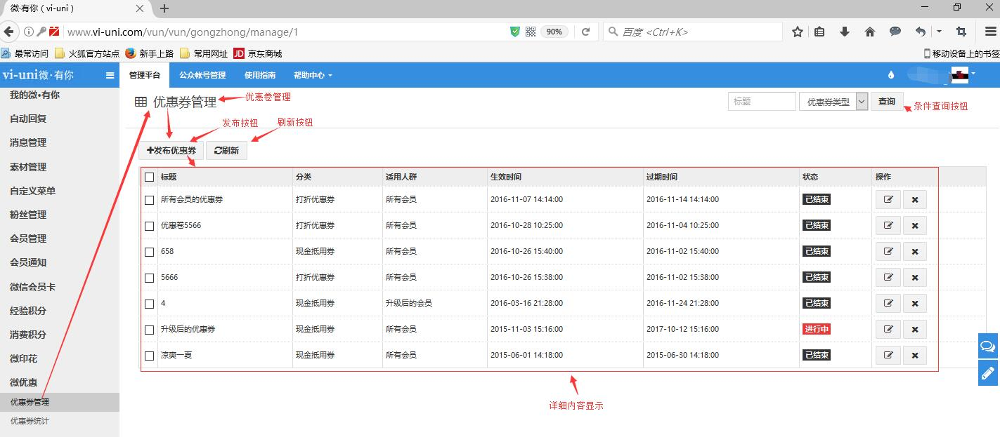 微·有你（vi-uni）
www.vi-uni.com/vun/vun/gongzhong/manage/1
90%
百度 <Ctrl+K>
最常访问 火狐官方站点 新手上路 常用网址 JD 京东商城 移动设备上的书签
vi-uni微·有你 管理平台 公众帐号管理 使用指南 帮助中心
我的微•有你
自动回复
消息管理
素材管理
自定义菜单
粉丝管理
会员管理
会员通知
微信会员卡
经验积分
消费积分
微印花
微优惠
优惠券管理
优惠券统计
优惠券管理 优惠卷管理 标题 优惠券类型 查询 条件查询按钮
发布按钮 刷新按钮
发布优惠券 刷新
标题 分类 适用人群 生效时间 过期时间 状态 操作
所有会员的优惠券 打折优惠券 所有会员 2016-11-07 14:14:00 2016-11-14 14:14:00 已结束
优惠卷5566 打折优惠券 所有会员 2016-10-28 10:25:00 2016-11-04 10:25:00 已结束
658 现金抵用券 所有会员 2016-10-26 15:40:00 2016-11-02 15:40:00 已结束
5666 打折优惠券 所有会员 2016-10-26 15:38:00 2016-11-02 15:38:00 已结束
4 现金抵用券 升级后的会员 2016-03-16 21:28:00 2016-11-24 21:28:00 已结束
升级后的优惠券 现金抵用券 所有会员 2015-11-03 15:16:00 2017-10-12 15:16:00 进行中
凉爽一夏 现金抵用券 所有会员 2015-06-01 14:18:00 2015-06-30 14:18:00 已结束
详细内容显示